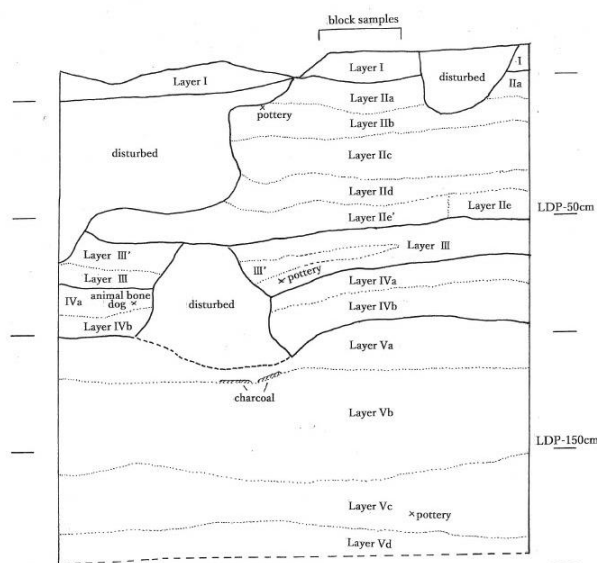 block samples
Layer I
Layer I
disturbed
I
IIa
Layer IIa
pottery
Layer IIb
disturbed
Layer IIc
Layer IId
Layer IIe
LDP-50cm
Layer IIe'
Layer III'
Layer III
III'
pottery
Layer III
IVa
animal bone
dog
disturbed
Layer IVa
Layer IVb
Layer IVb
Layer Va
charcoal
Layer Vb
LDP-150cm
Layer Vc
pottery
Layer Vd